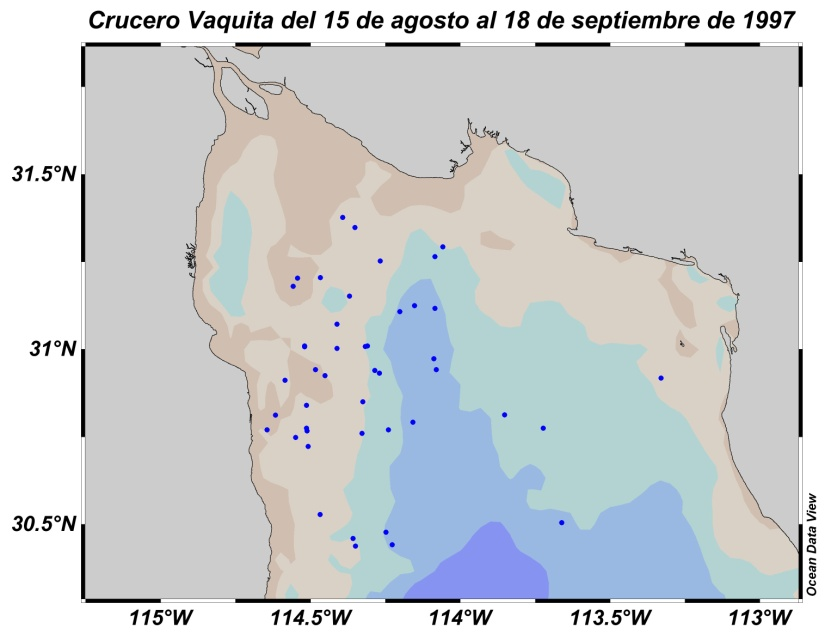 Crucero Vaquita del 15 de agosto al 18 de septiembre de 1997
31.5°N
31°N
30.5°N
Ocean Data View
115°W
114.5°W
114°W
113.5°W
113°W